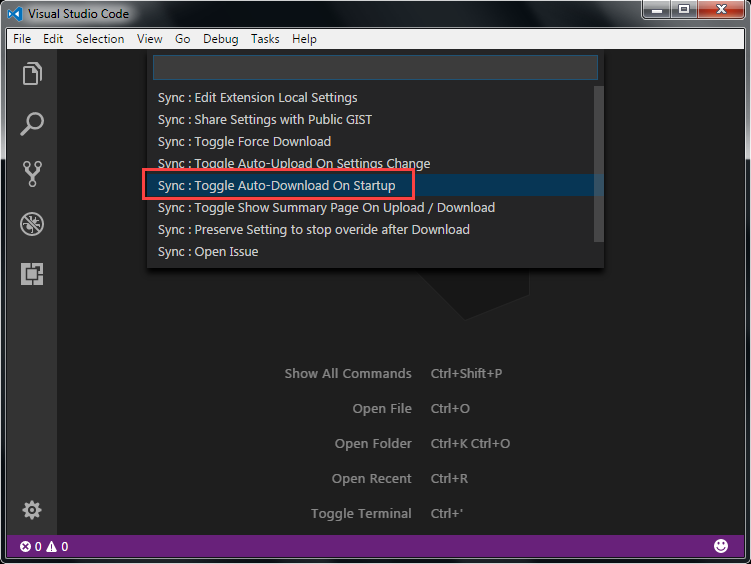 Visual Studio Code
File Edit Selection View Go Debug Tasks Help
Sync : Edit Extension Local Settings
Sync : Share Settings with Public GIST
Sync : Toggle Force Download
Sync : Toggle Auto-Upload On Settings Change
Sync : Toggle Auto-Download On Startup
Sync : Toggle Show Summary Page On Upload / Download
Sync : Preserve Setting to stop overide after Download
Sync : Open Issue
Show All Commands Ctrl+Shift+P
Open File Ctrl+O
Open Folder Ctrl+K Ctrl+O
Open Recent Ctrl+R
Toggle Terminal Ctrl+'
0 0